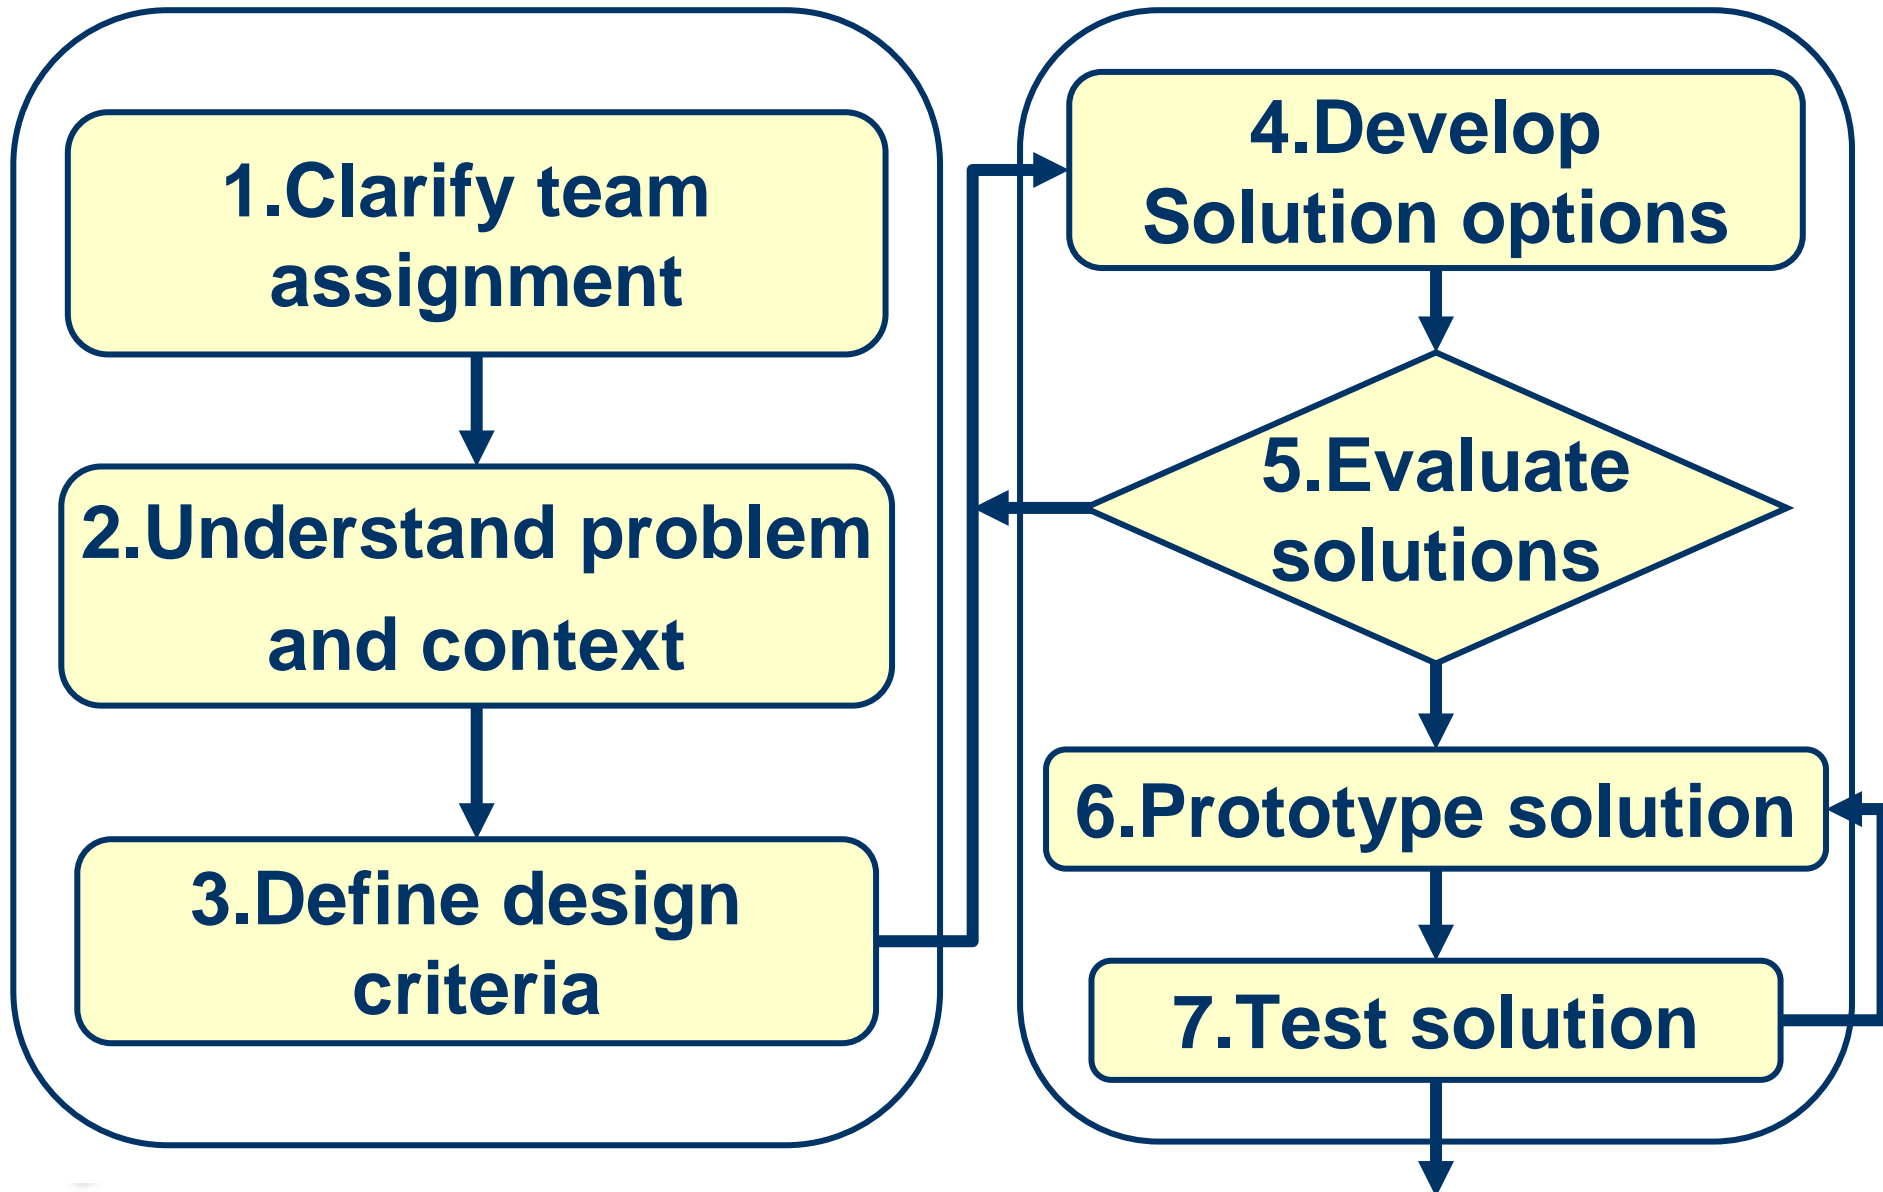 1.Clarify team
assignment
2.Understand problem
and context
3.Define design
criteria
4.Develop
Solution options
5.Evaluate
solutions
6.Prototype solution
7.Test solution